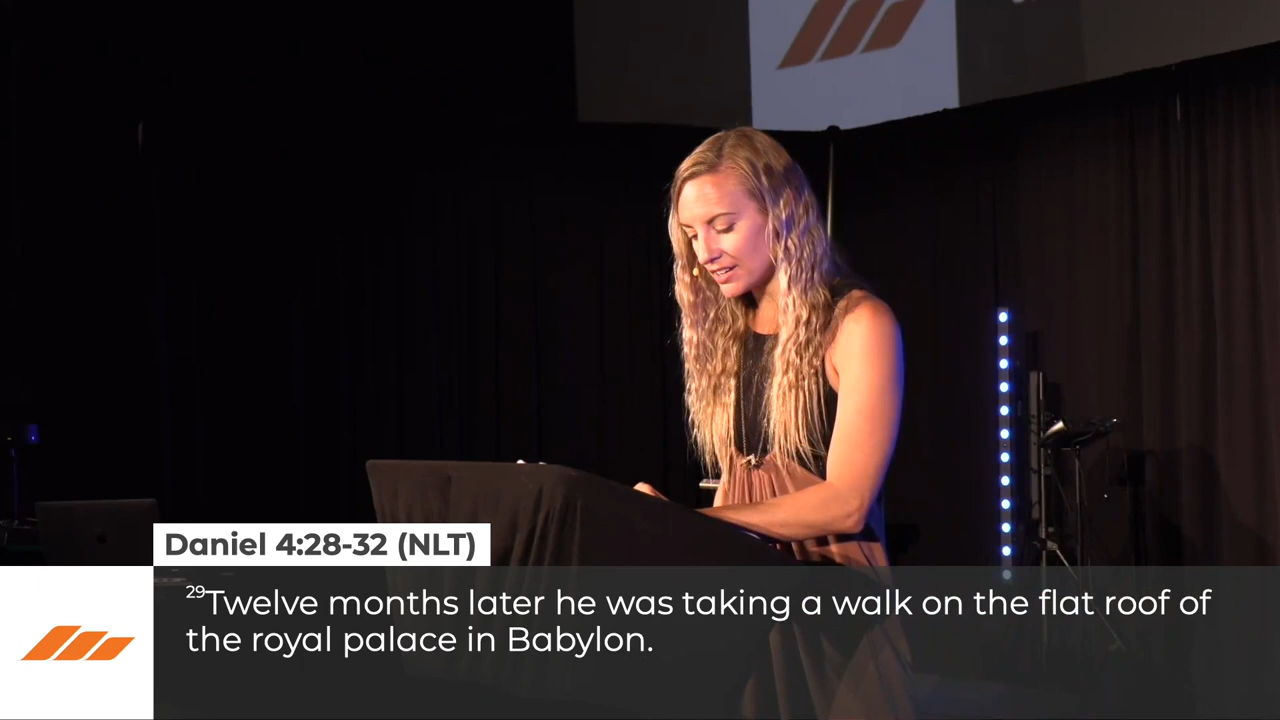 Daniel 4:28-32 (NLT)
29Twelve months later he was taking a walk on the flat roof of
the royal palace in Babylon.